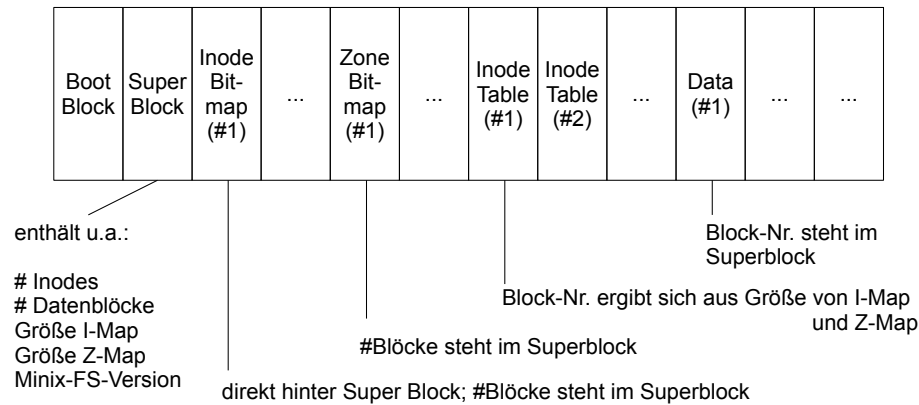 Boot
Block
Super
Block
Inode
Bit-
map
(#1)
...
Zone
Bit-
map
(#1)
...
Inode
Table
(#1)
Inode
Table
(#2)
...
Data
(#1)
...
...
enthält u.a.:
# Inodes
# Datenblöcke
Größe I-Map
Größe Z-Map
Minix-FS-Version
direkt hinter Super Block; #Blöcke steht im Superblock
#Blöcke steht im Superblock
Block-Nr. ergibt sich aus Größe von I-Map
und Z-Map
Block-Nr. steht im
Superblock